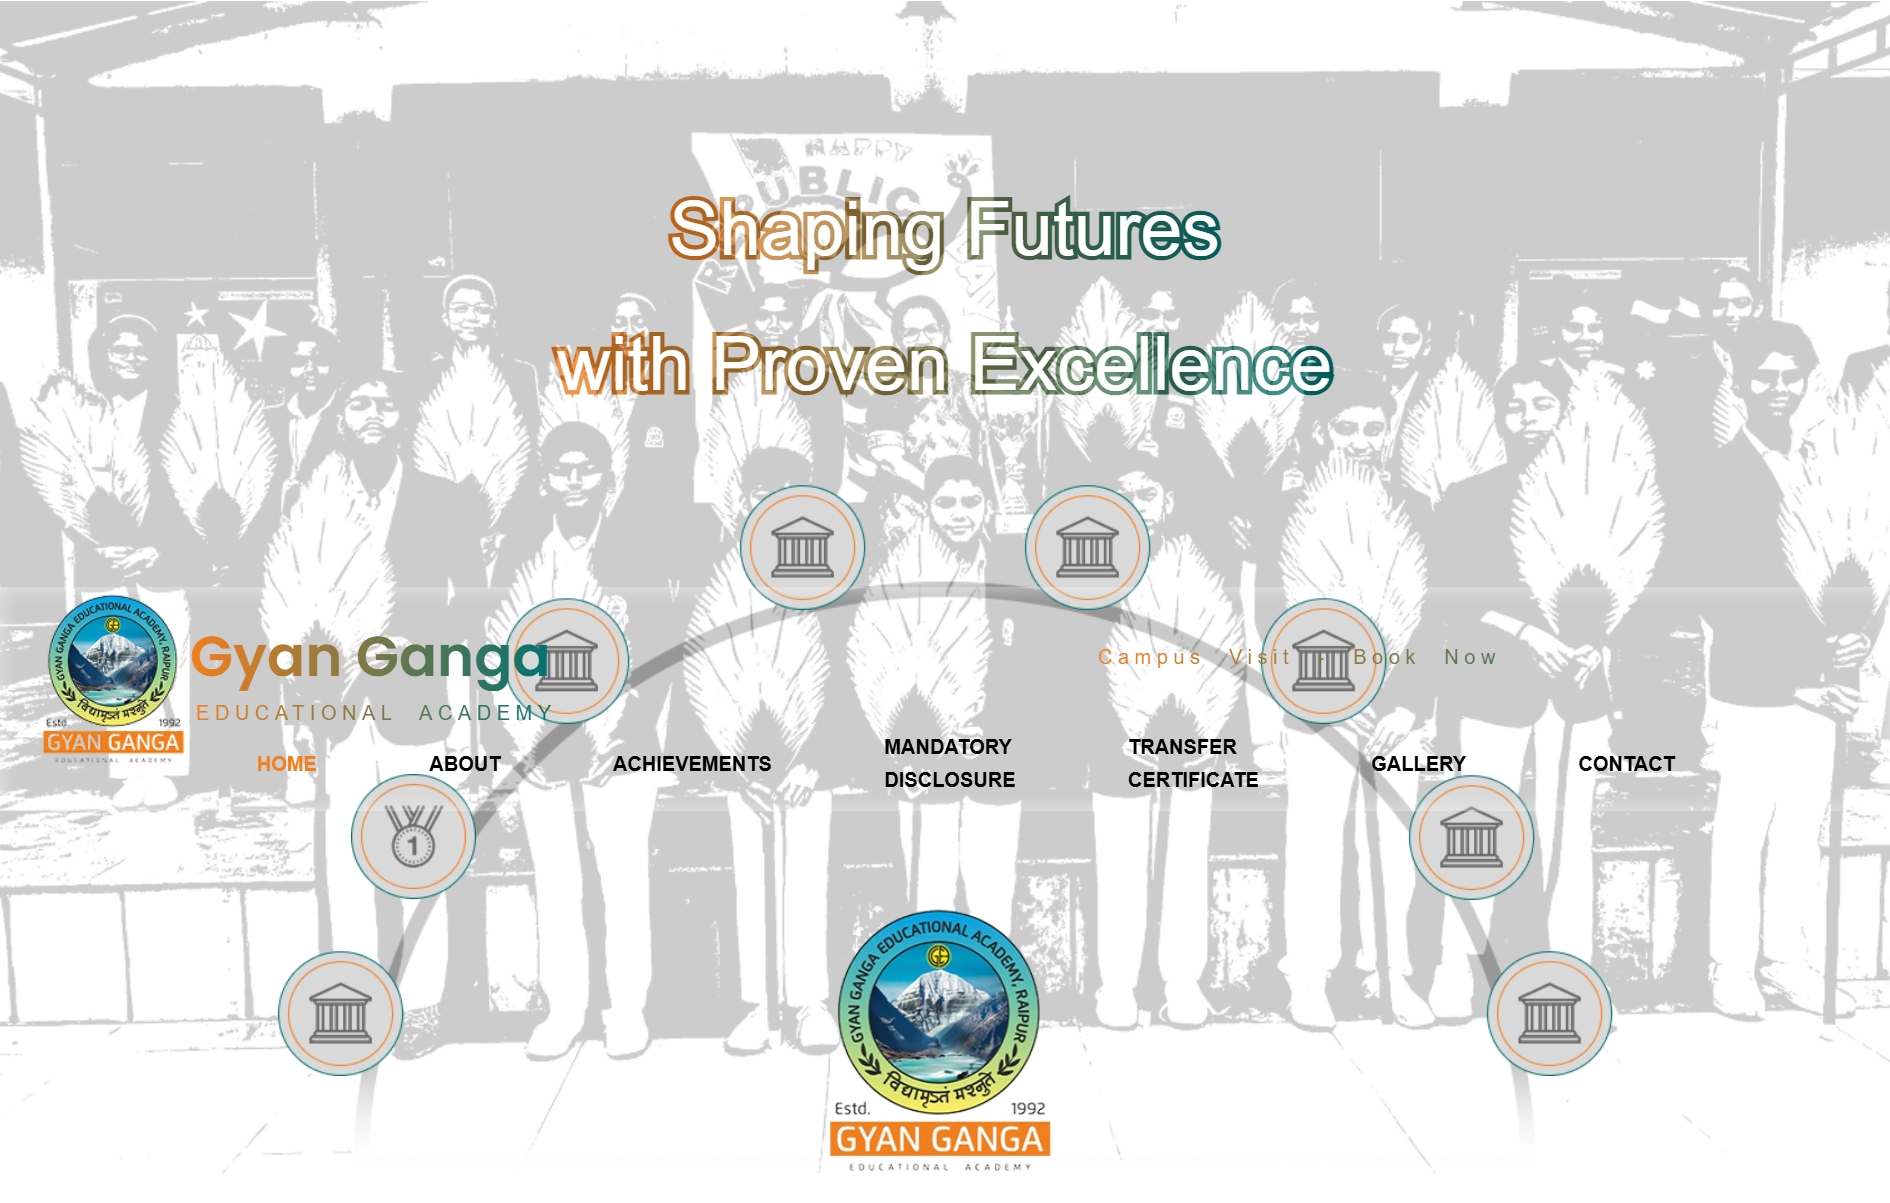 HAPPY
REPUBLIC
Shaping Futures
with Proven Excellence
GYAN GANGA EDUCATIONAL ACADEMY, RAIPUR
विद्यामृऽतं मश्नुते
Estd. 1992
GYAN GANGA
EDUCATIONAL ACADEMY
Gyan Ganga
EDUCATIONAL ACADEMY
Campus Visit - Book Now
HOME
ABOUT
ACHIEVEMENTS
MANDATORY
DISCLOSURE
TRANSFER
CERTIFICATE
GALLERY
CONTACT
1
GYAN GANGA EDUCATIONAL ACADEMY, RAIPUR
विद्यामृऽतं मश्नुते
Estd. 1992
GYAN GANGA
EDUCATIONAL ACADEMY